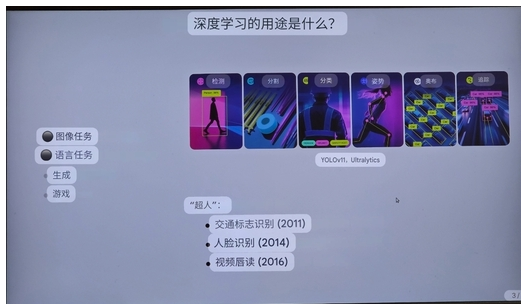 深度学习的用途是什么？
检测
分割
分类
姿势
追踪
YOLOv11，Ultralytics
图像任务
语言任务
生成
游戏
“超人”：
交通标志识别 (2011)
人脸识别 (2014)
视频唇读 (2016)